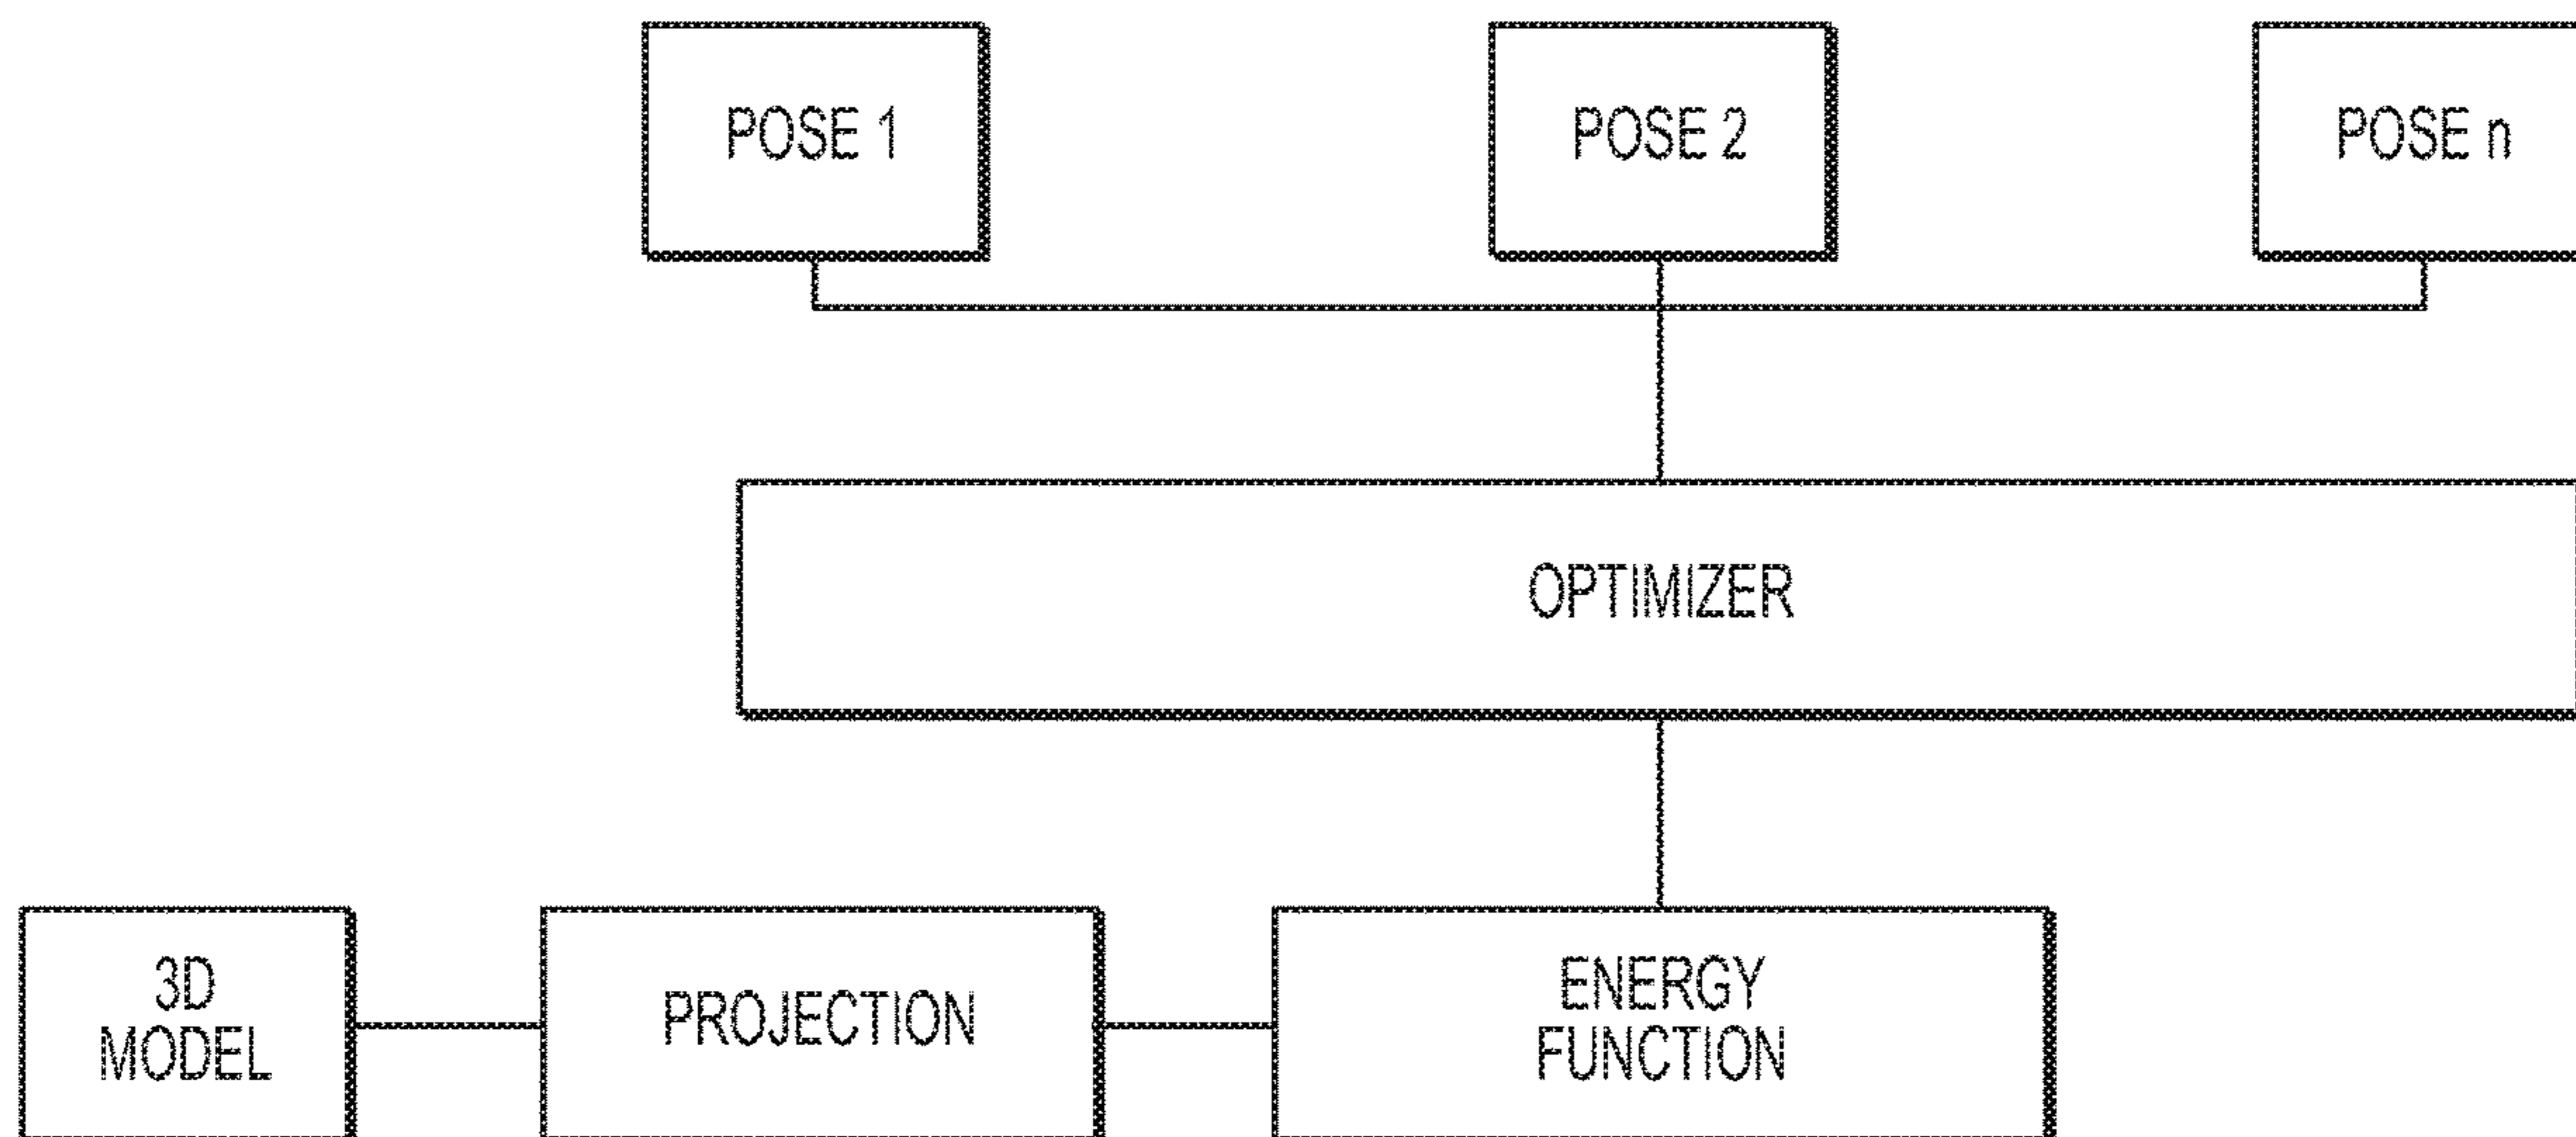 POSE 1
POSE 2
POSE n
OPTIMIZER
3D
MODEL
PROJECTION
ENERGY
FUNCTION